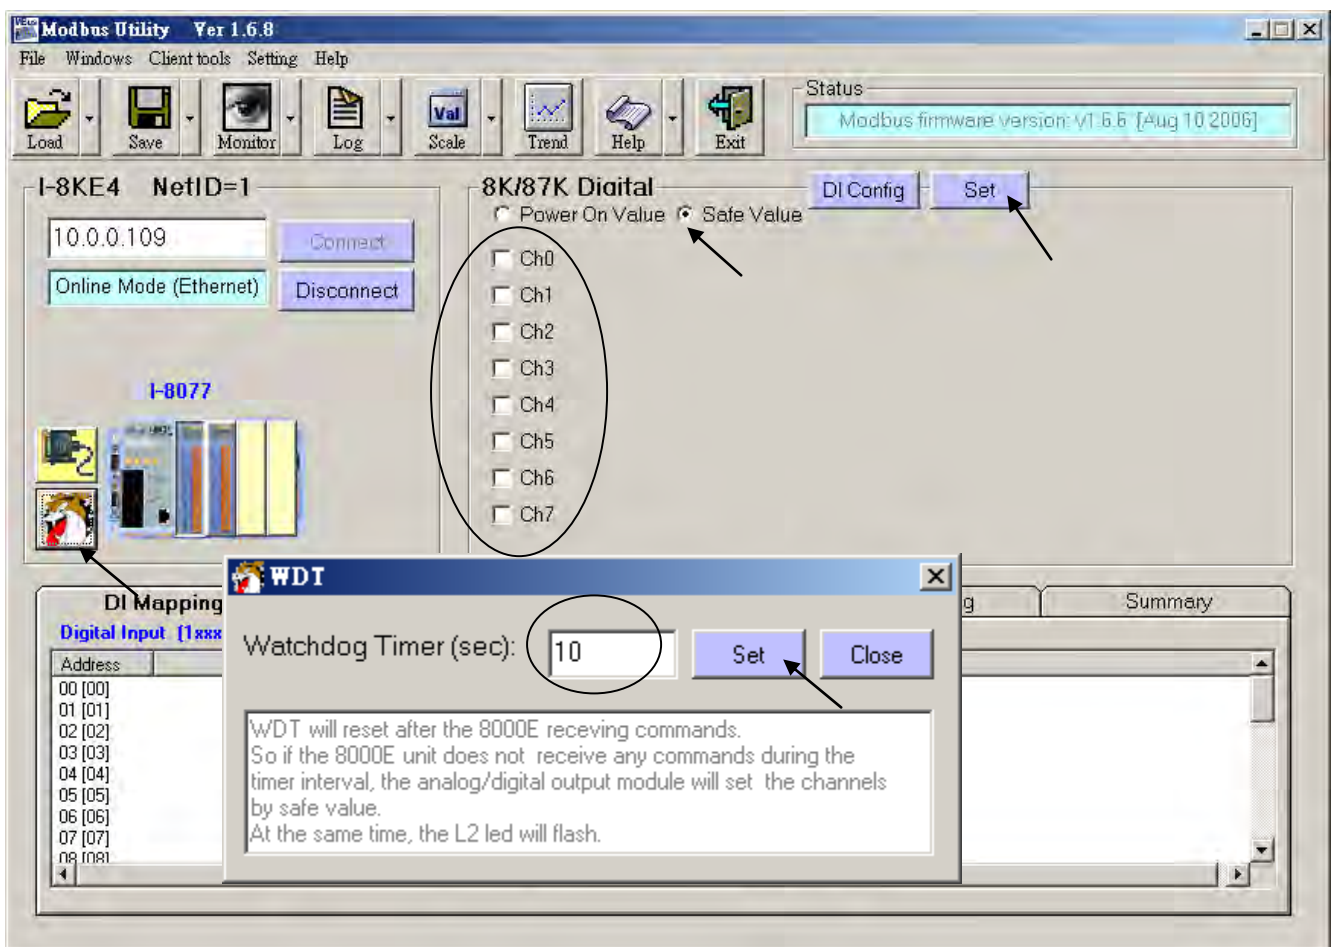 Modbus Utility Ver 1.6.8
File Windows Client tools Setting Help
Load Save Monitor Log Val Scale Trend Help Exit
Status
Modbus firmware version: v1.6.6 [Aug 10 2006]
I-8KE4 NetID=1
10.0.0.109
Connect
Online Mode (Ethernet)
Disconnect
I-8077
8K/87K Digital
DI Config
Set
Power On Value
Safe Value
Ch0
Ch1
Ch2
Ch3
Ch4
Ch5
Ch6
Ch7
DI Mapping
g
Summary
Digital Input (1xxx
Address
00 [00]
01 [01]
02 [02]
03 [03]
04 [04]
05 [05]
06 [06]
07 [07]
08 [08]
WDT
Watchdog Timer (sec):
10
Set
Close
WDT will reset after the 8000E receving commands.
So if the 8000E unit does not receive any commands during the
timer interval, the analog/digital output module will set the channels
by safe value.
At the same time, the L2 led will flash.